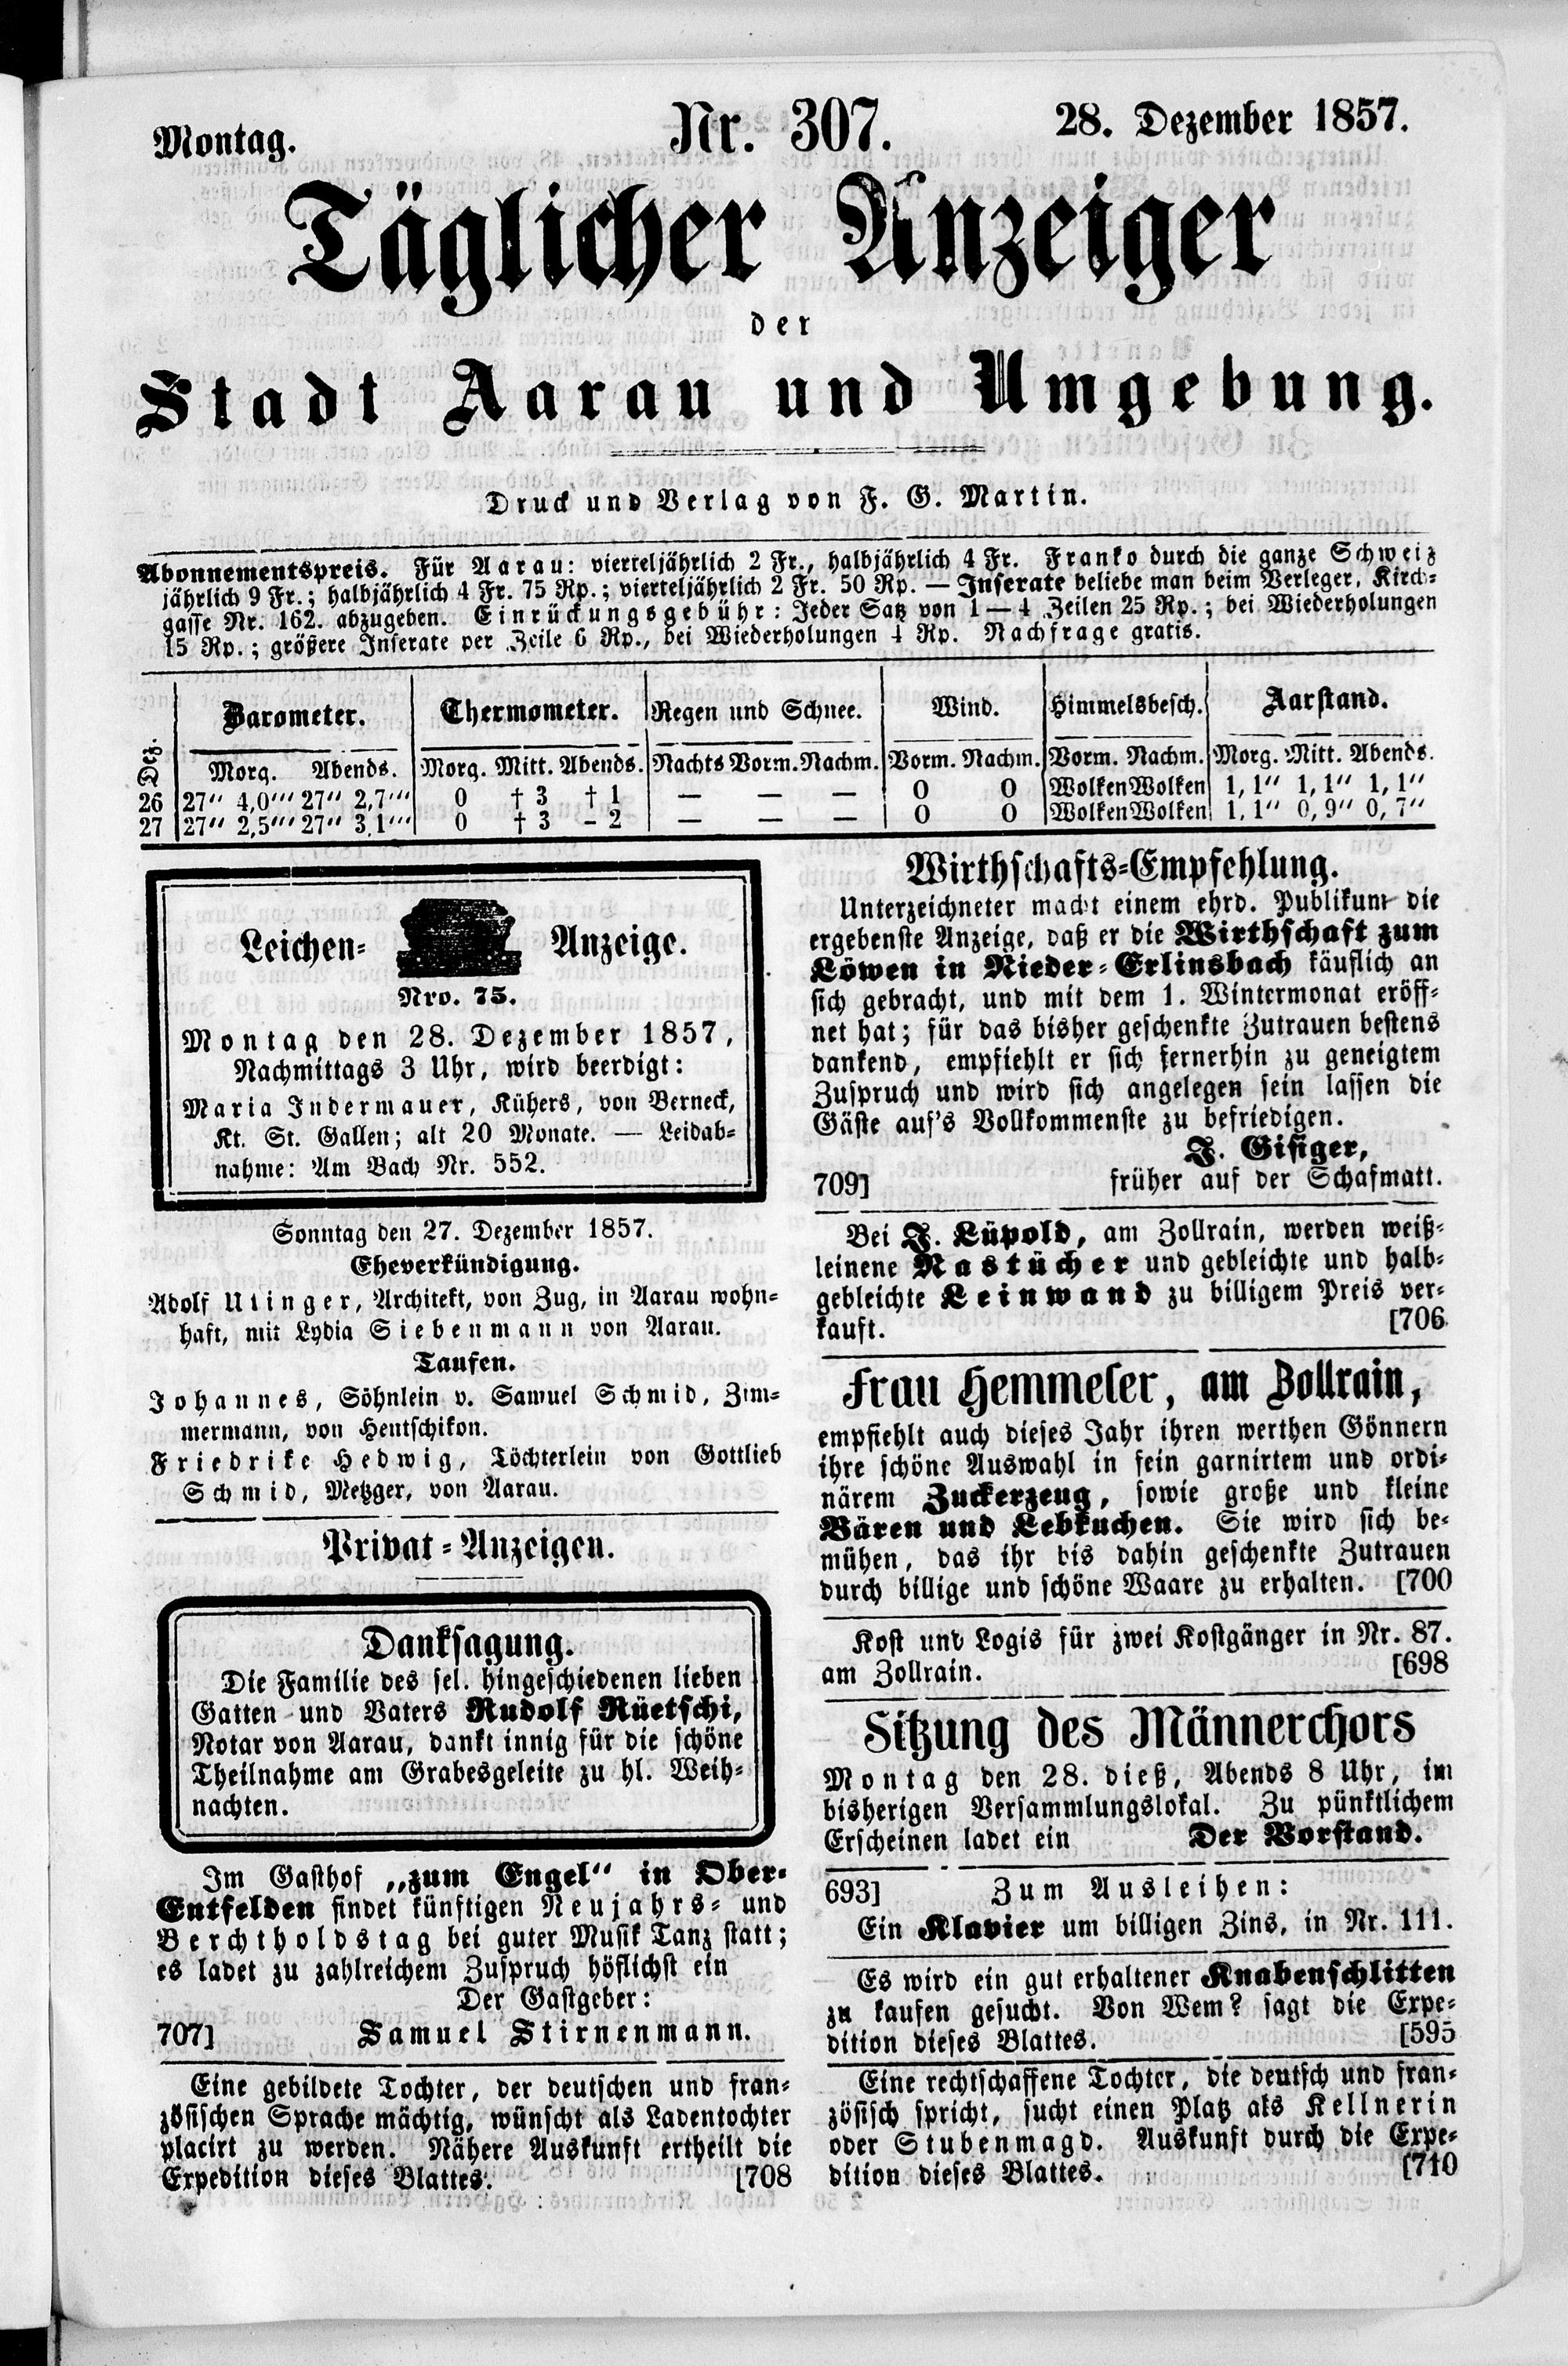 Montag.
Nr. 307.
28. Dezember 1857.
Täglicher Anzeiger
der
Stadt Aarau und Umgebung.
Druck und Verlag von F. G. Martin.
Abonnementspreis. Für Aarau: vierteljährlich 2 Fr., halbjährlich 4 Fr. Franko durch die ganze Schweiz
jährlich 9 Fr.; halbjährlich 4 Fr. 75 Rp.; vierteljährlich 2 Fr. 50 Rp. — Inserate beliebe man beim Verleger, Kirch-
gasse Nr. 162. abzugeben. Einrückungsgebühr: Jeder Satz von 1—4 Zeilen 25 Rp.; bei Wiederholungen
15 Rp.; größere Inserate per Zeile 6 Rp., bei Wiederholungen 4 Rp. Nachfrage gratis.
Dez. Barometer. Thermometer. Regen und Schnee. Wind. Himmelsbesch. Aarstand.
Morg. Abends. Morg. Mitt. Abends. Nachts Vorm. Nachm. Vorm. Nachm. Vorm. Nachm. Morg. Mitt. Abends.
26 27'' 4,0''' 27'' 2,7''' 0 † 3 † 1 — — — 0 0 Wolken Wolken 1,1'' 1,1'' 1,1''
27 27'' 2,5''' 27'' 3,1''' 0 † 3 – 2 — — — 0 0 Wolken Wolken 1,1'' 0,9'' 0,7''
Leichen- Anzeige.
Nro. 75.
Montag den 28. Dezember 1857,
Nachmittags 3 Uhr, wird beerdigt:
Maria Indermauer, Kühers, von Berneck,
Kt. St. Gallen; alt 20 Monate. — Leidab-
nahme: Am Bach Nr. 552.
Sonntag den 27. Dezember 1857.
Eheverkündigung.
Adolf Utinger, Architekt, von Zug, in Aarau wohn-
haft, mit Lydia Siebenmann von Aarau.
Taufen.
Johannes, Söhnlein v. Samuel Schmid, Zim-
mermann, von Hentschikon.
Friedrike Hedwig, Töchterlein von Gottlieb
Schmid, Metzger, von Aarau.
Privat-Anzeigen.
Danksagung.
Die Familie des sel. hingeschiedenen lieben
Gatten und Vaters Rudolf Rüetschi,
Notar von Aarau, dankt innig für die schöne
Theilnahme am Grabesgeleite zu hl. Weih-
nachten.
Im Gasthof „zum Engel“ in Ober-
Entfelden findet künftigen Neujahrs- und
Berchtholdstag bei guter Musik Tanz statt;
es ladet zu zahlreichem Zuspruch höflichst ein
Der Gastgeber:
707] Samuel Stirnenmann.
Eine gebildete Tochter, der deutschen und fran-
zösischen Sprache mächtig, wünscht als Ladentochter
placirt zu werden. Nähere Auskunft ertheilt die
Expedition dieses Blattes. [708
Wirthschafts-Empfehlung.
Unterzeichneter macht einem ehrd. Publikum die
ergebenste Anzeige, daß er die Wirthschaft zum
Löwen in Nieder-Erlinsbach käuflich an
sich gebracht, und mit dem 1. Wintermonat eröff-
net hat; für das bisher geschenkte Zutrauen bestens
dankend, empfiehlt er sich fernerhin zu geneigtem
Zuspruch und wird sich angelegen sein lassen die
Gäste auf's Vollkommenste zu befriedigen.
J. Gisiger,
709] früher auf der Schafmatt.
Bei J. Lüpold, am Zollrain, werden weiß-
leinene Nastücher und gebleichte und halb-
gebleichte Leinwand zu billigem Preis ver-
kauft. [706
Frau Hemmeler, am Zollrain,
empfiehlt auch dieses Jahr ihren werthen Gönnern
ihre schöne Auswahl in fein garnirtem und ordi-
närem Zuckerzeug, sowie große und kleine
Bären und Lebkuchen. Sie wird sich be-
mühen, das ihr bis dahin geschenkte Zutrauen
durch billige und schöne Waare zu erhalten. [700
Kost und Logis für zwei Kostgänger in Nr. 87.
am Zollrain. [698
Sitzung des Männerchors
Montag den 28. dieß, Abends 8 Uhr, im
bisherigen Versammlungslokal. Zu pünktlichem
Erscheinen ladet ein Der Vorstand.
693] Zum Ausleihen:
Ein Klavier um billigen Zins, in Nr. 111.
Es wird ein gut erhaltener Knabenschlitten
zu kaufen gesucht. Von Wem? sagt die Expe-
dition dieses Blattes. [595
Eine rechtschaffene Tochter, die deutsch und fran-
zösisch spricht, sucht einen Platz als Kellnerin
oder Stubenmagd. Auskunft durch die Expe-
dition dieses Blattes. [710